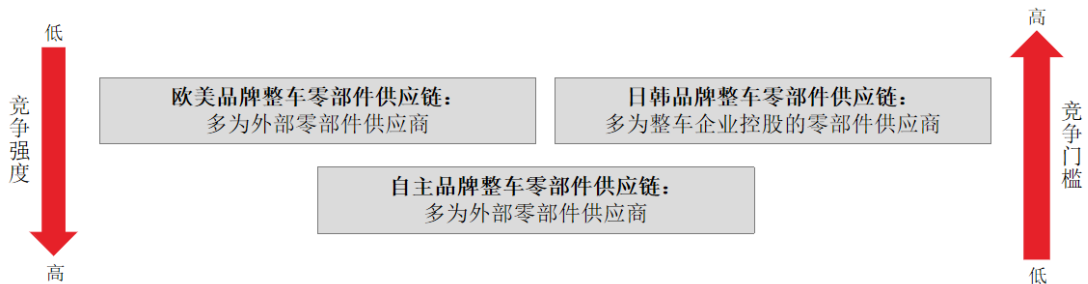 低
高
竞争强度
欧美品牌整车零部件供应链：
多为外部零部件供应商
日韩品牌整车零部件供应链：
多为整车企业控股的零部件供应商
自主品牌整车零部件供应链：
多为外部零部件供应商
竞争门槛
高
低